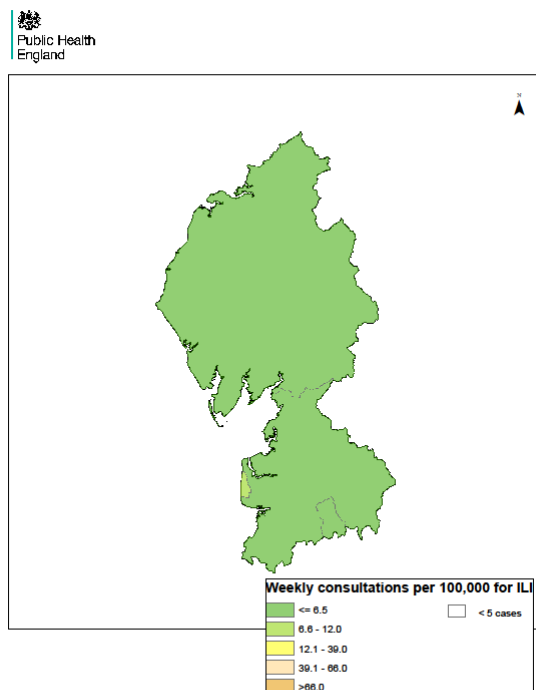 Public Health
England
N
Weekly consultations per 100,000 for ILI
<= 6.5
< 5 cases
6.6 - 12.0
12.1 - 39.0
39.1 - 66.0
>66.0